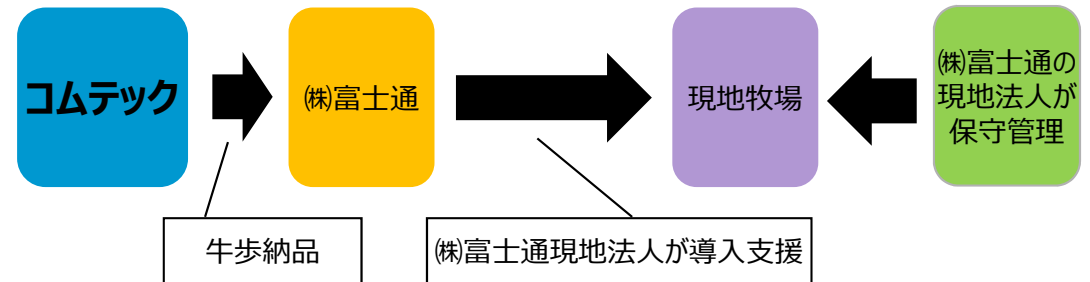 コムテック
㈱富士通
現地牧場
㈱富士通の
現地法人が
保守管理
牛歩納品
㈱富士通現地法人が導入支援